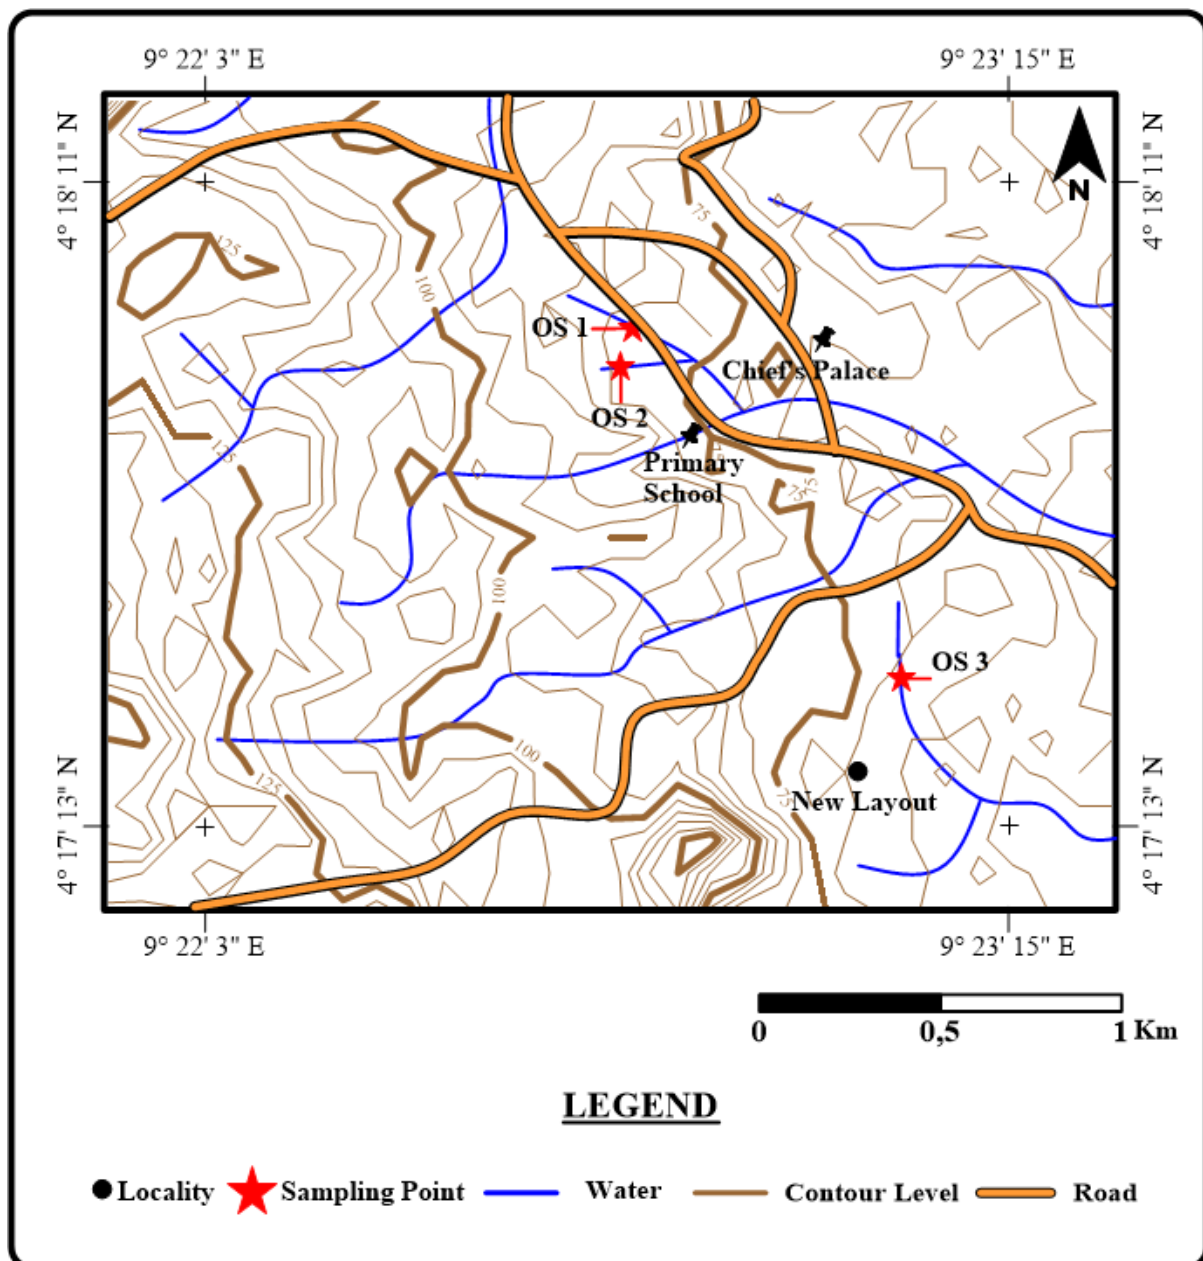 9° 22' 3" E
9° 23' 15" E
4° 18' 11" N
4° 18' 11" N
N
75
125
100
OS 1
Chief's Palace
OS 2
125
Primary
School
75
75
75
100
OS 3
100
125
75
New Layout
4° 17' 13" N
4° 17' 13" N
9° 22' 3" E
9° 23' 15" E
0
0,5
1 Km
LEGEND
Locality
Sampling Point
Water
Contour Level
Road